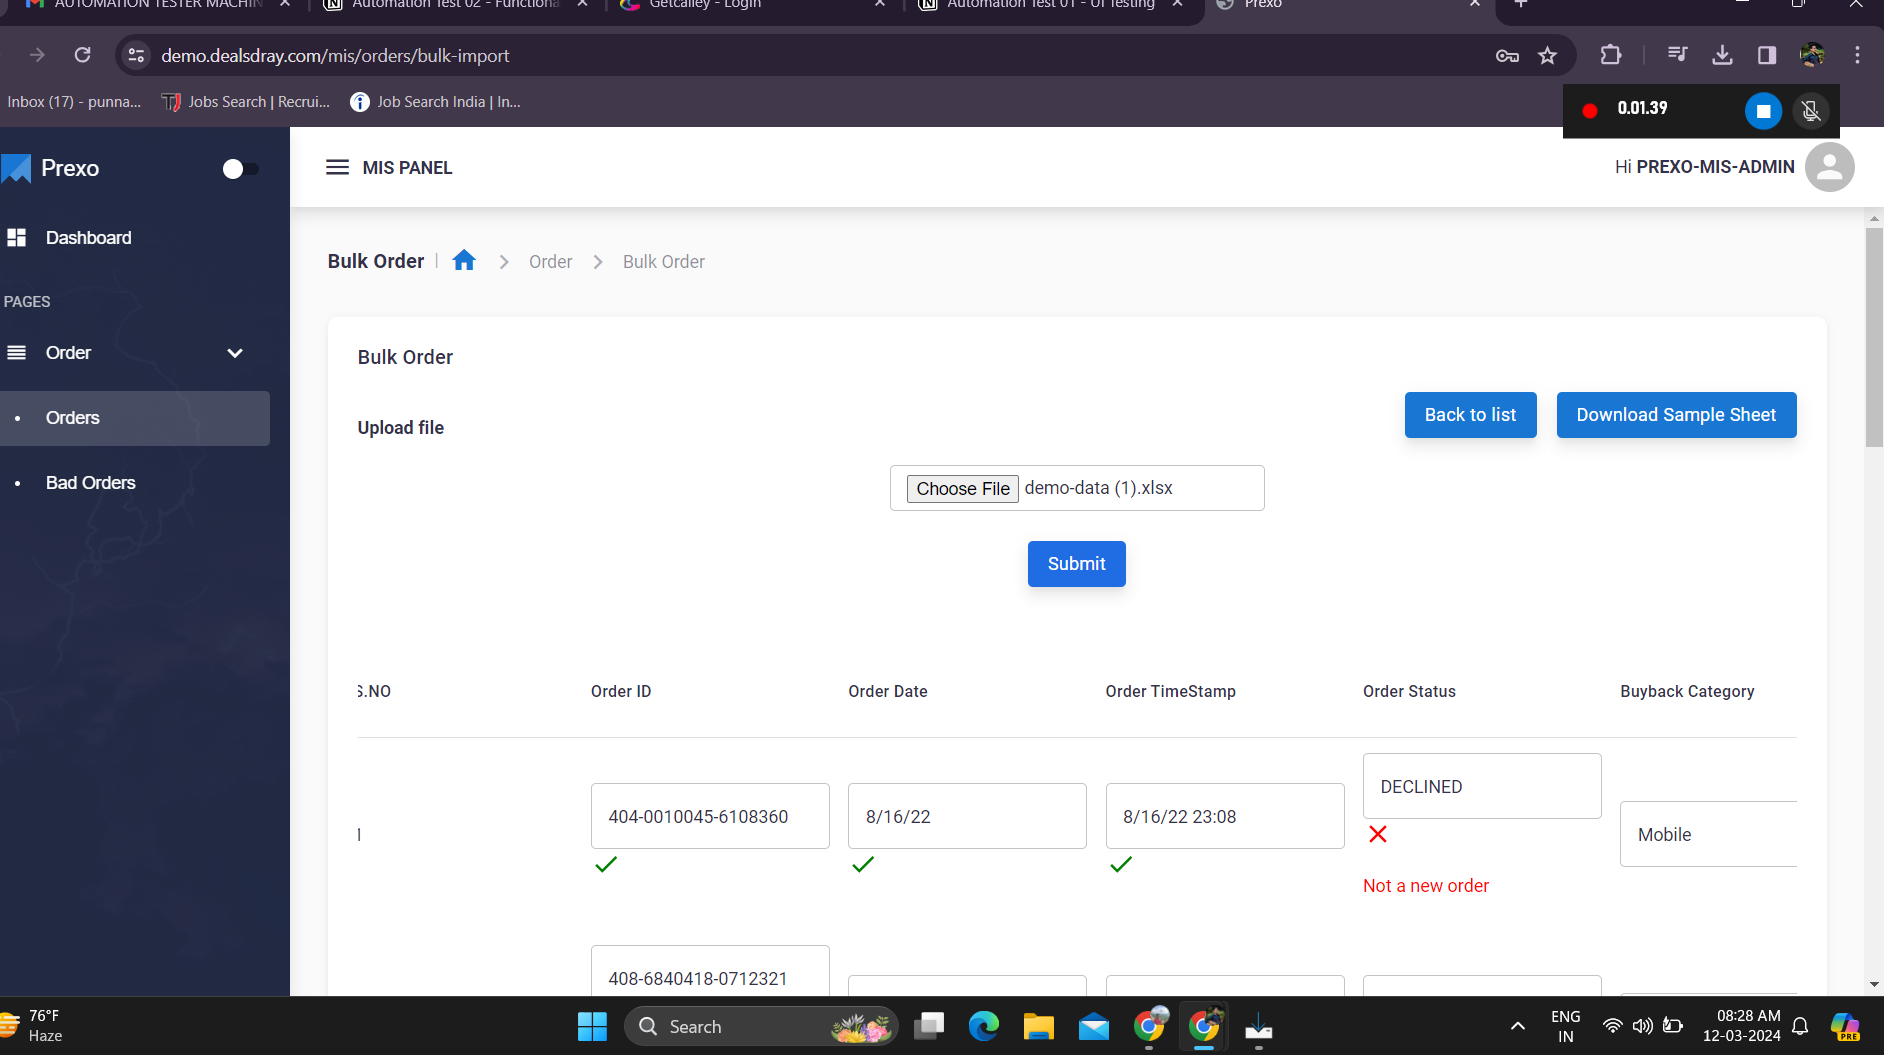 AUTOMATION TESTER MACHIN
Automation Test 02 - Functiona
Getcalley - Login
Automation Test 01 - UI Testing
Prexo
demo.dealsdray.com/mis/orders/bulk-import
Inbox (17) - punna...
Jobs Search | Recrui...
Job Search India | In...
0.01.39
Prexo
MIS PANEL
Hi PREXO-MIS-ADMIN
Dashboard
PAGES
Order
Orders
Bad Orders
Bulk Order
Order
Bulk Order
Bulk Order
Upload file
Back to list
Download Sample Sheet
Choose File demo-data (1).xlsx
Submit
S.NO
Order ID
Order Date
Order TimeStamp
Order Status
Buyback Category
1
404-0010045-6108360
8/16/22
8/16/22 23:08
DECLINED
Mobile
Not a new order
408-6840418-0712321
76°F
Haze
Search
ENG
IN
08:28 AM
12-03-2024
PRE